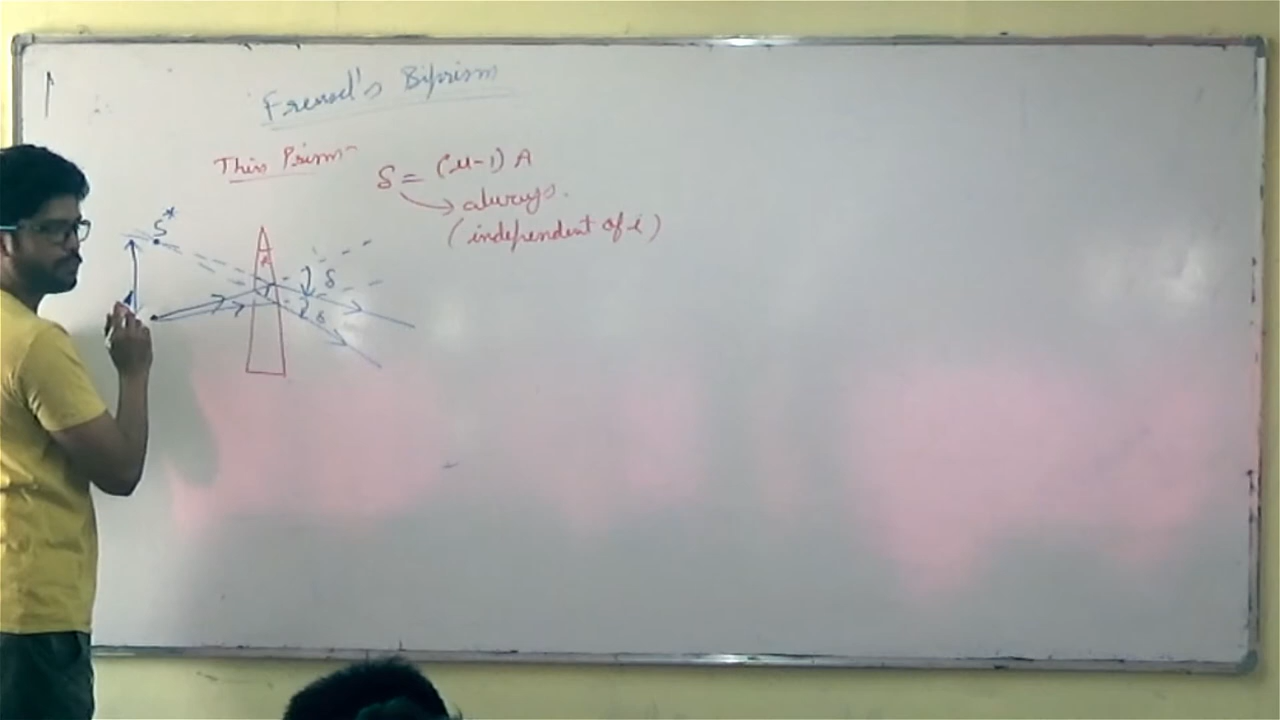 Fresnel's Biprism
Thin Prism-
δ = (μ-1) A
always.
(independent of i)
S*
A
δ
δ